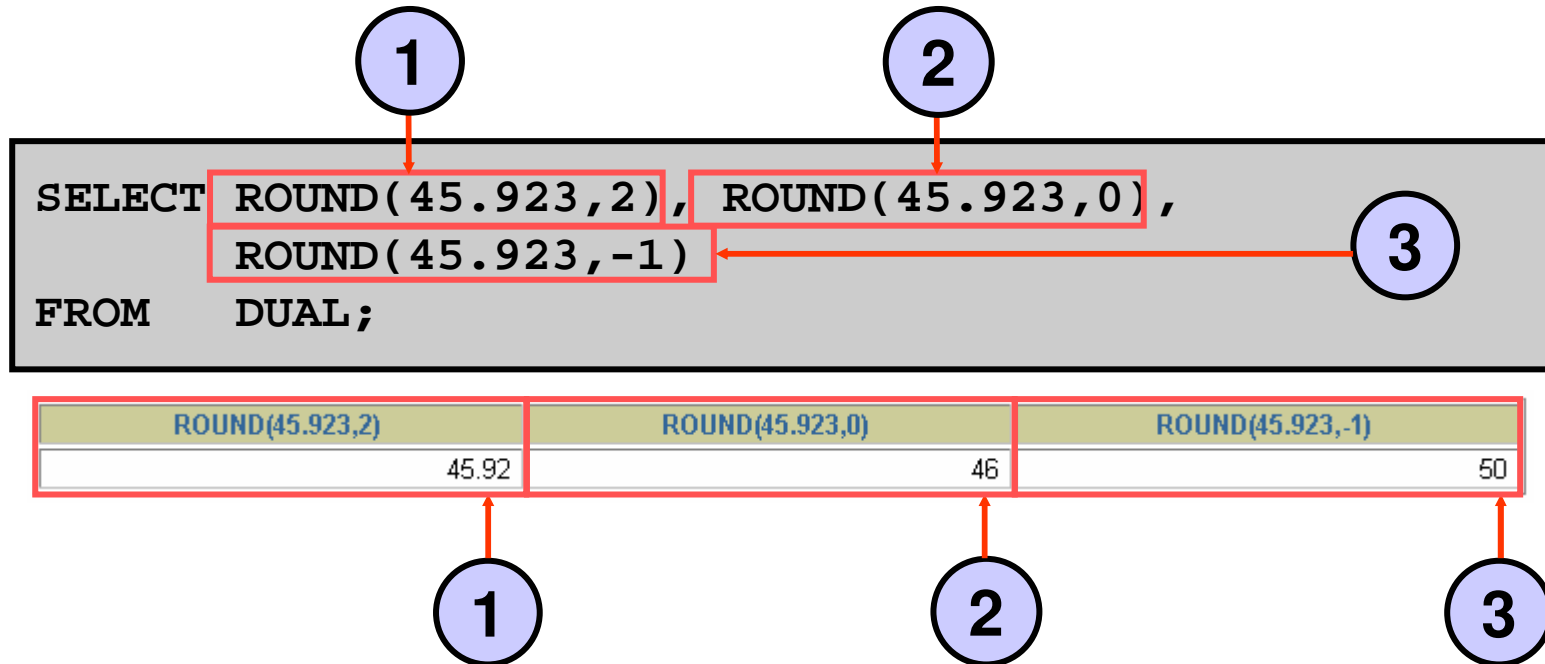 1 2
SELECT ROUND(45.923,2), ROUND(45.923,0),
ROUND(45.923,-1)
3
FROM DUAL;
ROUND(45.923,2) ROUND(45.923,0) ROUND(45.923,-1)
45.92 46 50
1 2 3